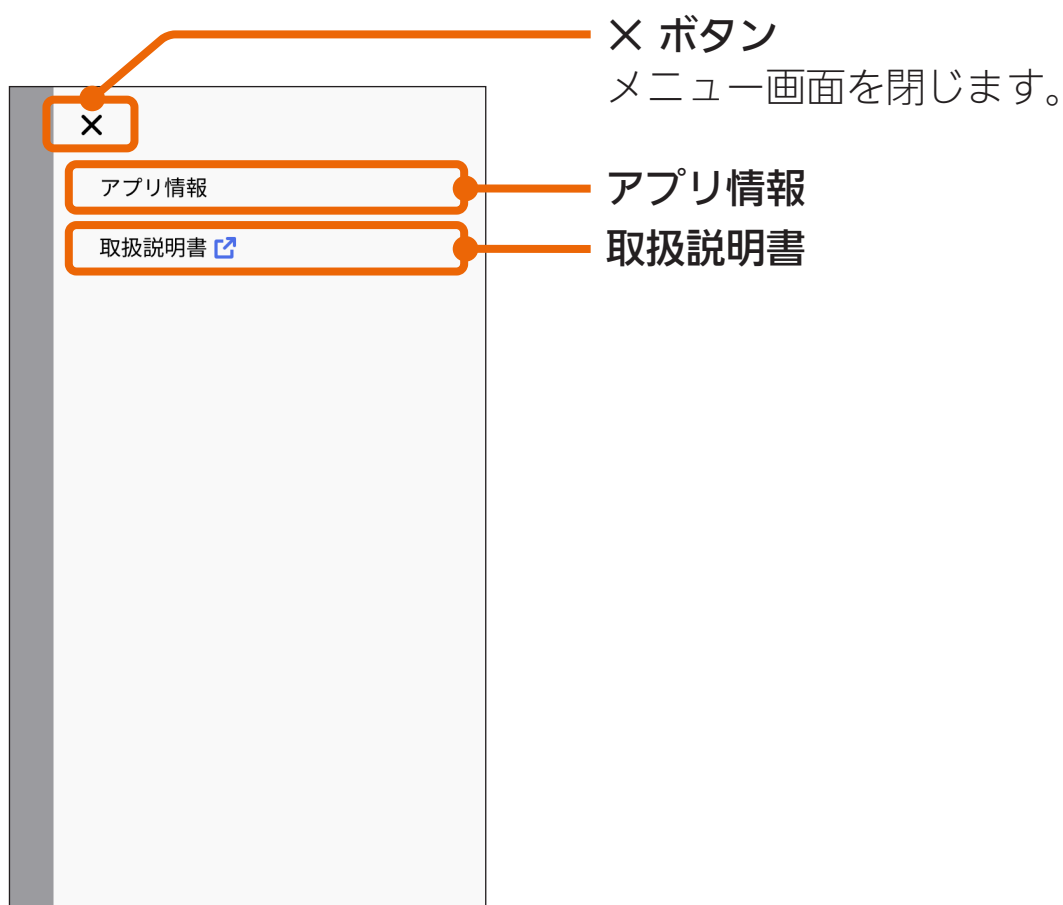 × ボタン
メニュー画面を閉じます。
×
アプリ情報
アプリ情報
取扱説明書
取扱説明書